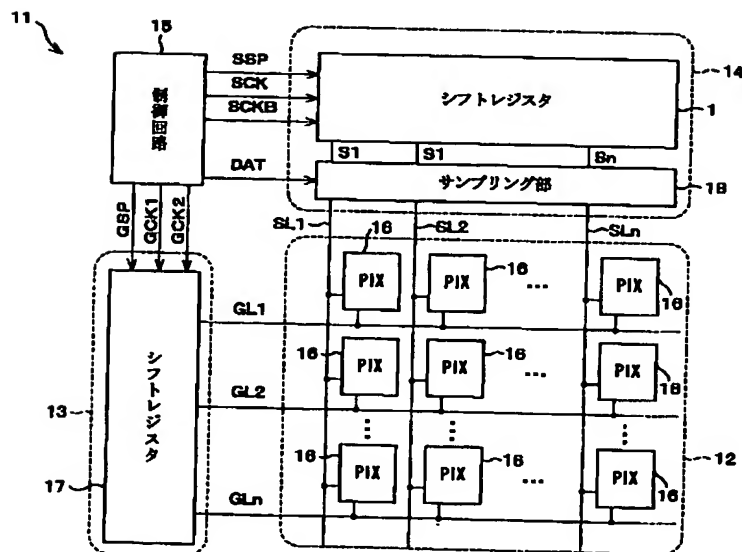 11
15
制御回路
SSP
SCK
SCKB
DAT
シフトレジスタ
14
1
S1
S1
Sn
サンプリング部
18
GSP
GCK1
GCK2
SL1
SL2
SLn
16
PIX
PIX
16
...
PIX
16
GL1
16
PIX
PIX
16
...
PIX
18
GL2
シフトレジスタ
13
17
16
PIX
PIX
16
...
PIX
16
12
GLn